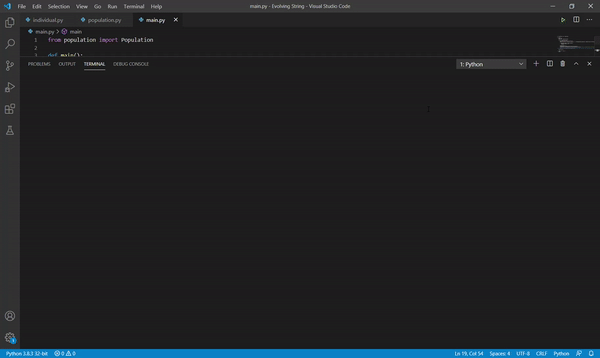 File Edit Selection View Go Run Terminal Help main.py - Evolving String - Visual Studio Code
individual.py population.py main.py
main.py > main
1 from population import Population
2
3 def main():
PROBLEMS OUTPUT TERMINAL DEBUG CONSOLE 1: Python
Python 3.8.3 32-bit 0 0 Ln 19, Col 54 Spaces: 4 UTF-8 CRLF Python